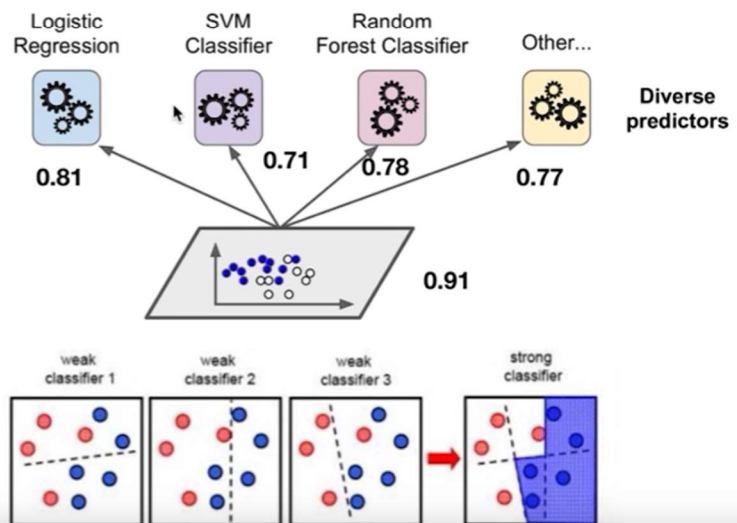 Logistic
Regression
SVM
Classifier
Random
Forest Classifier
Other...
Diverse
predictors
0.81
0.71
0.78
0.77
0.91
weak
classifier 1
weak
classifier 2
weak
classifier 3
strong
classifier